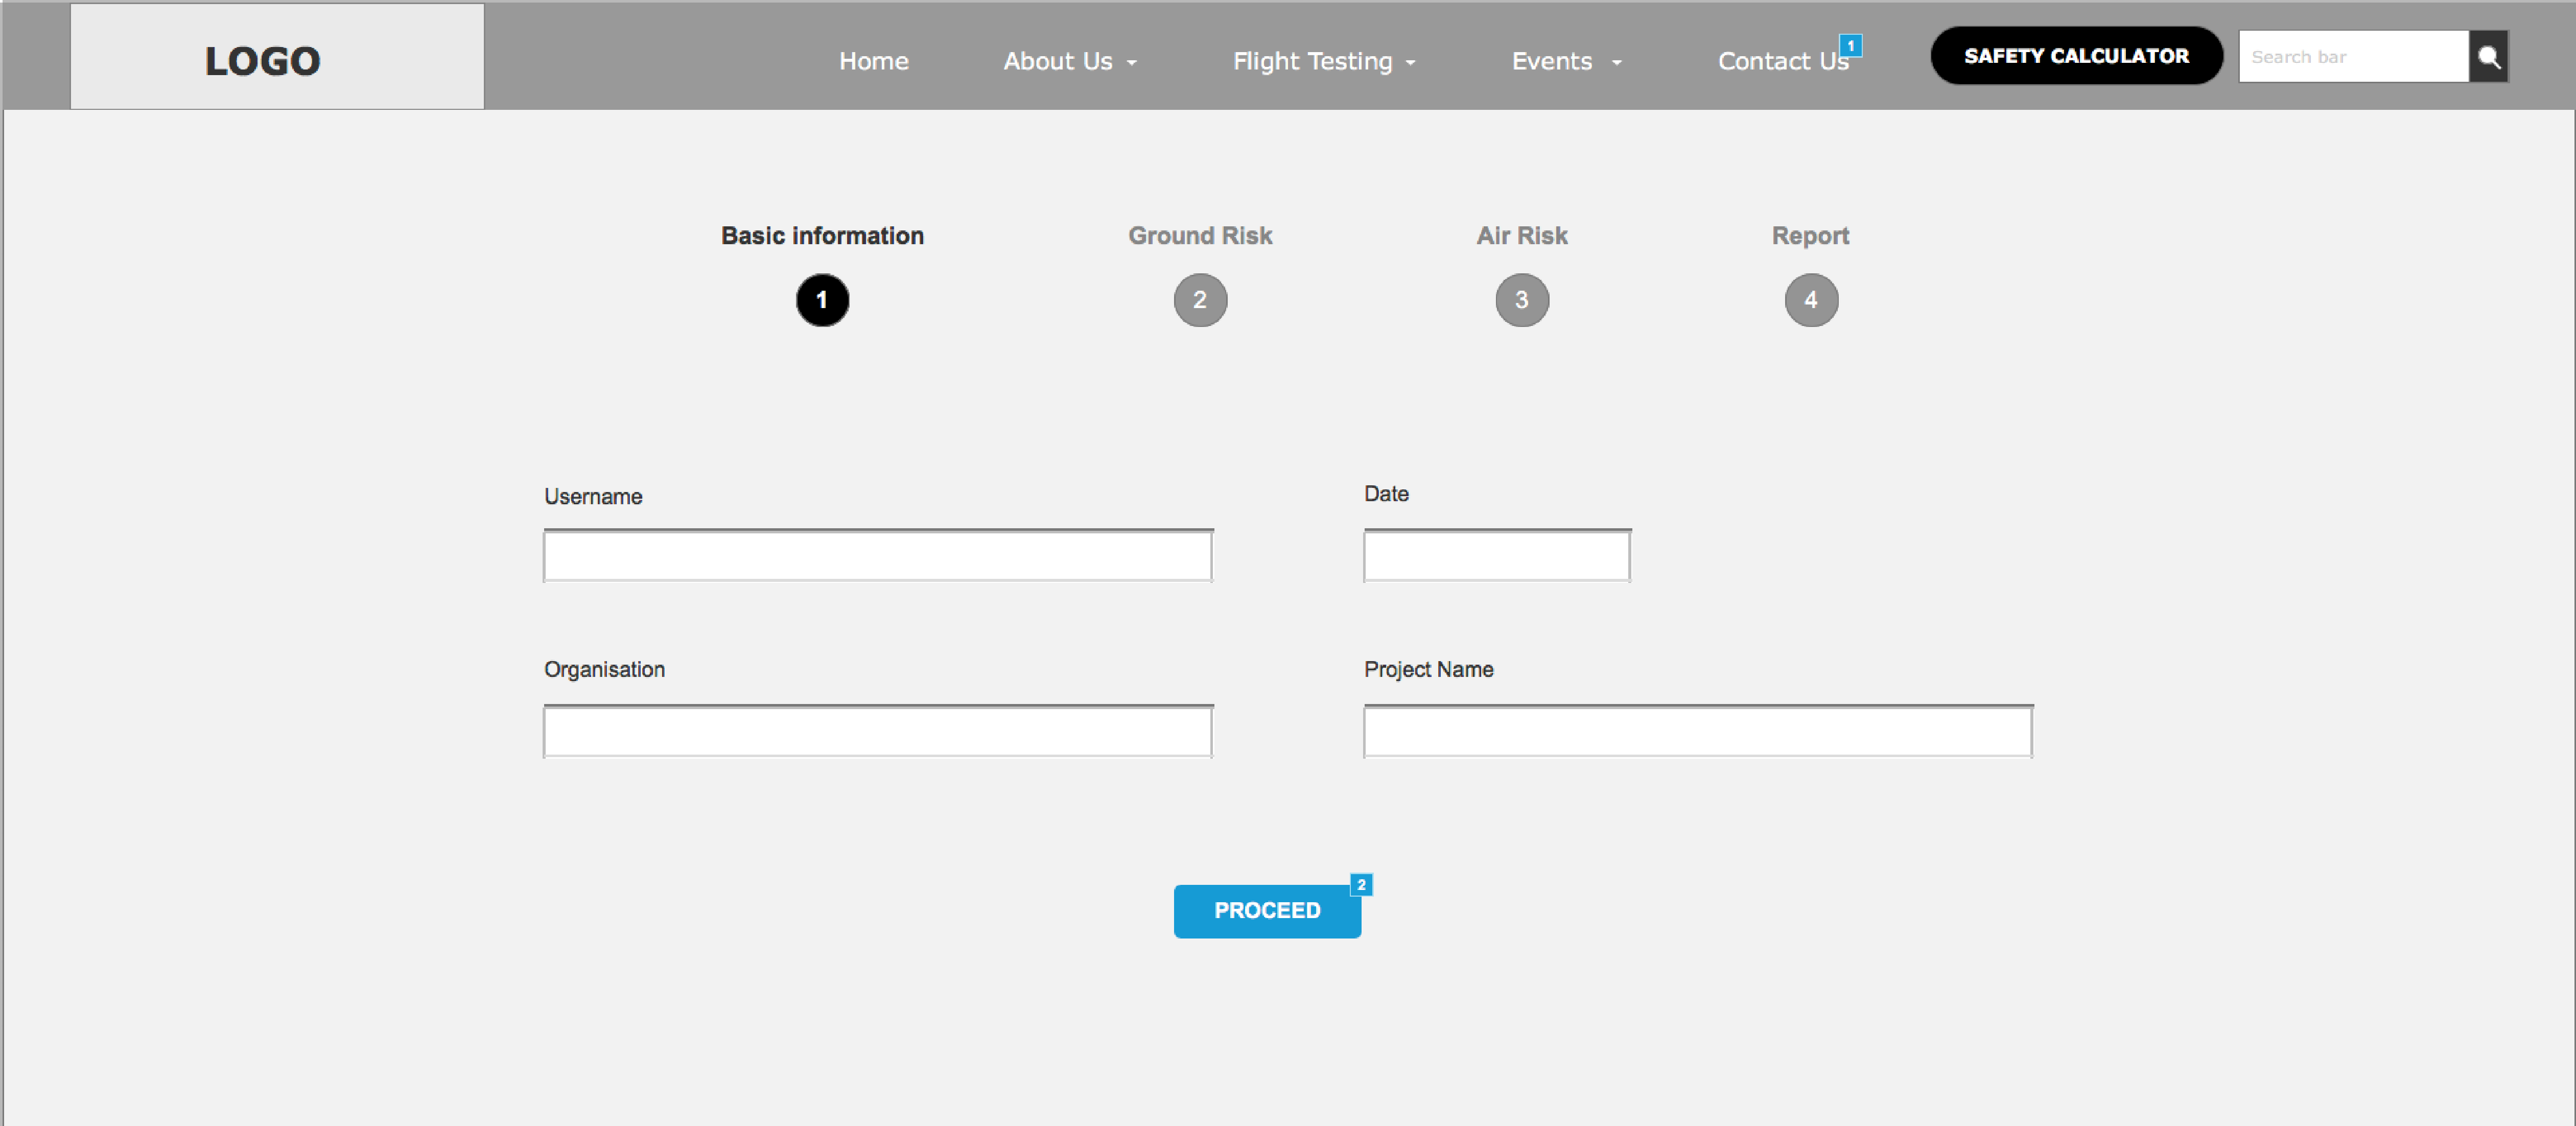 LOGO
Home
About Us
Flight Testing
Events
Contact Us
1
SAFETY CALCULATOR
Search bar
Basic information
Ground Risk
Air Risk
Report
1
2
3
4
Username
Date
Organisation
Project Name
PROCEED
2